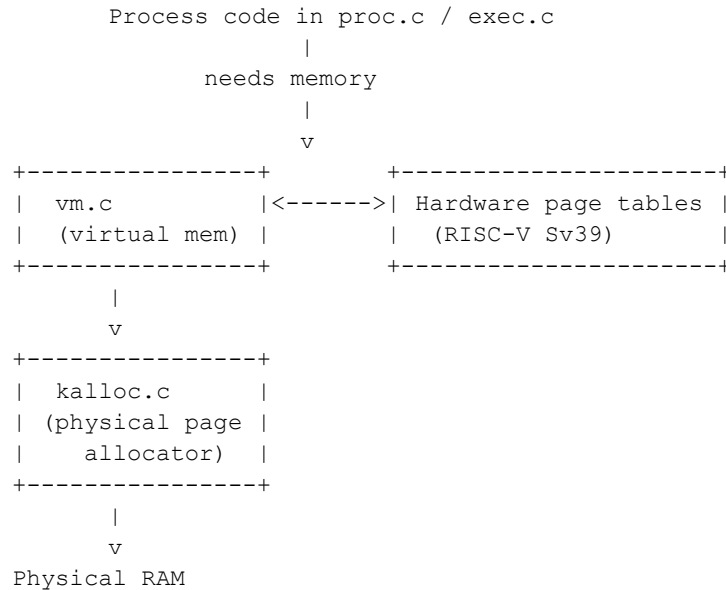 Process code in proc.c / exec.c
|
needs memory
|
v
+----------------+        +---------------------+
|  vm.c          |<------>| Hardware page tables |
|  (virtual mem) |        |  (RISC-V Sv39)      |
+----------------+        +---------------------+
|
v
+----------------+
|  kalloc.c      |
| (physical page |
|    allocator)  |
+----------------+
|
v
Physical RAM